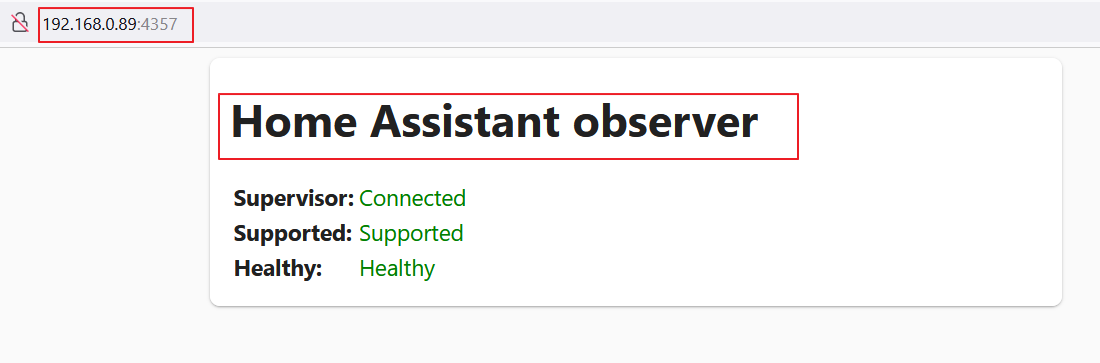 192.168.0.89:4357
Home Assistant observer
Supervisor: Connected
Supported: Supported
Healthy: Healthy